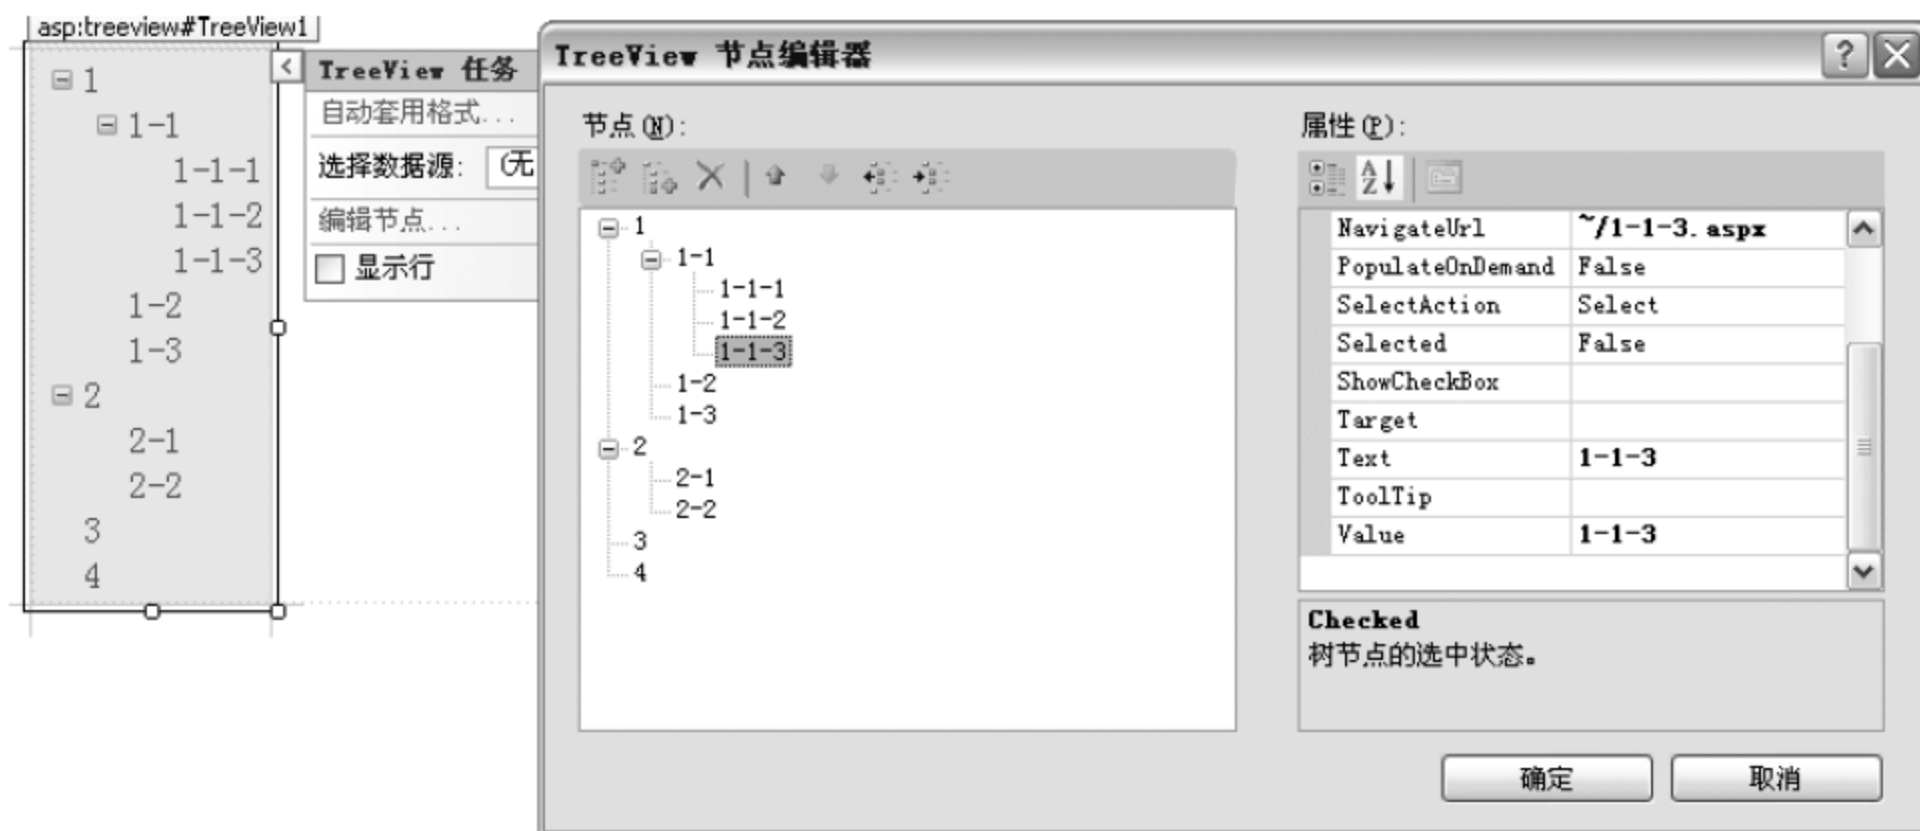 asp:treeview#TreeView1
1
1-1
1-1-1
1-1-2
1-1-3
1-2
1-3
2
2-1
2-2
3
4
TreeView 任务
自动套用格式...
选择数据源: (无
编辑节点...
显示行
TreeView 节点编辑器
节点(N):
1
1-1
1-1-1
1-1-2
1-1-3
1-2
1-3
2
2-1
2-2
3
4
属性(P):
NavigateUrl ~/1-1-3.aspx
PopulateOnDemand False
SelectAction Select
Selected False
ShowCheckBox
Target
Text 1-1-3
ToolTip
Value 1-1-3
Checked
树节点的选中状态。
确定 取消